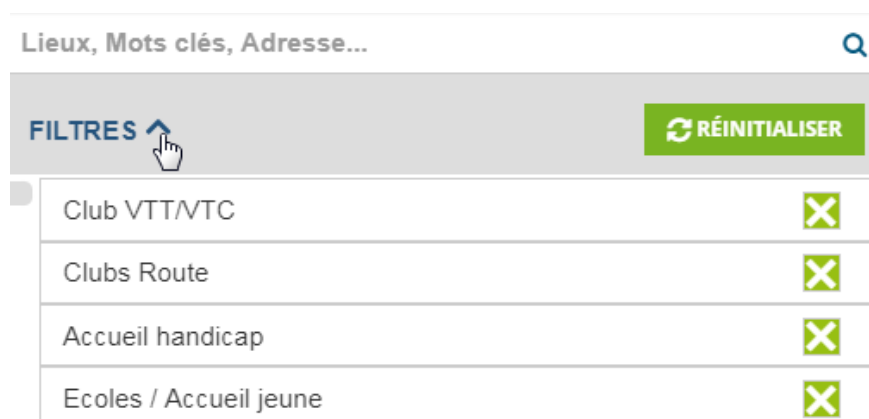 Lieux, Mots clés, Adresse...
FILTRES
RÉINITIALISER
Club VTT/VTC
Clubs Route
Accueil handicap
Ecoles / Accueil jeune